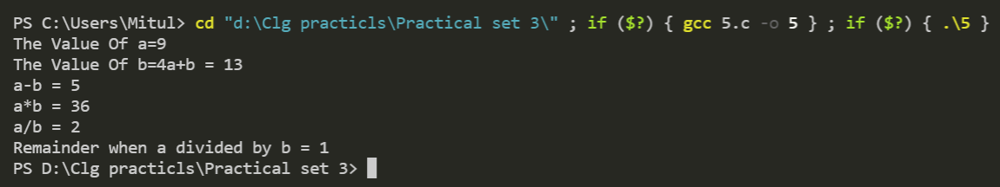 PS C:\Users\Mitul> cd "d:\Clg practicls\Practical set 3\" ; if ($?) { gcc 5.c -o 5 } ; if ($?) { .\5 }
The Value Of a=9
The Value Of b=4a+b = 13
a-b = 5
a*b = 36
a/b = 2
Remainder when a divided by b = 1
PS D:\Clg practicls\Practical set 3>